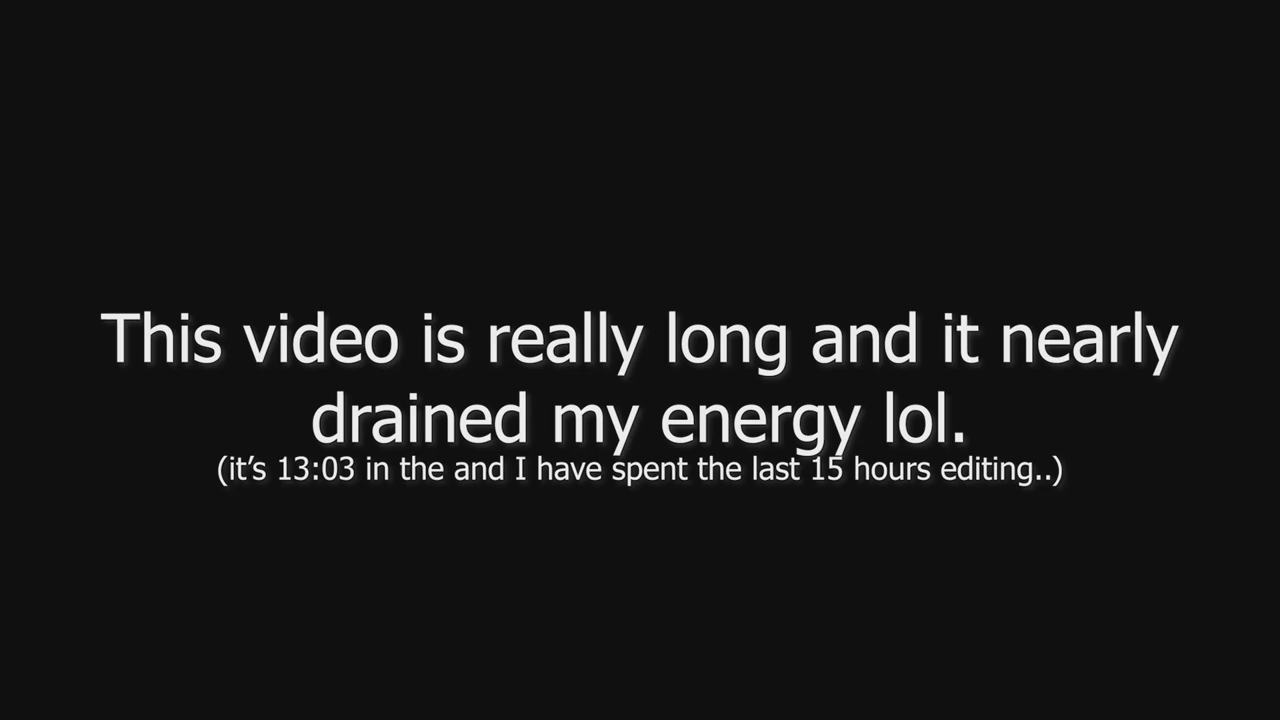 This video is really long and it nearly
drained my energy lol.
(it’s 13:03 in the and I have spent the last 15 hours editing..)